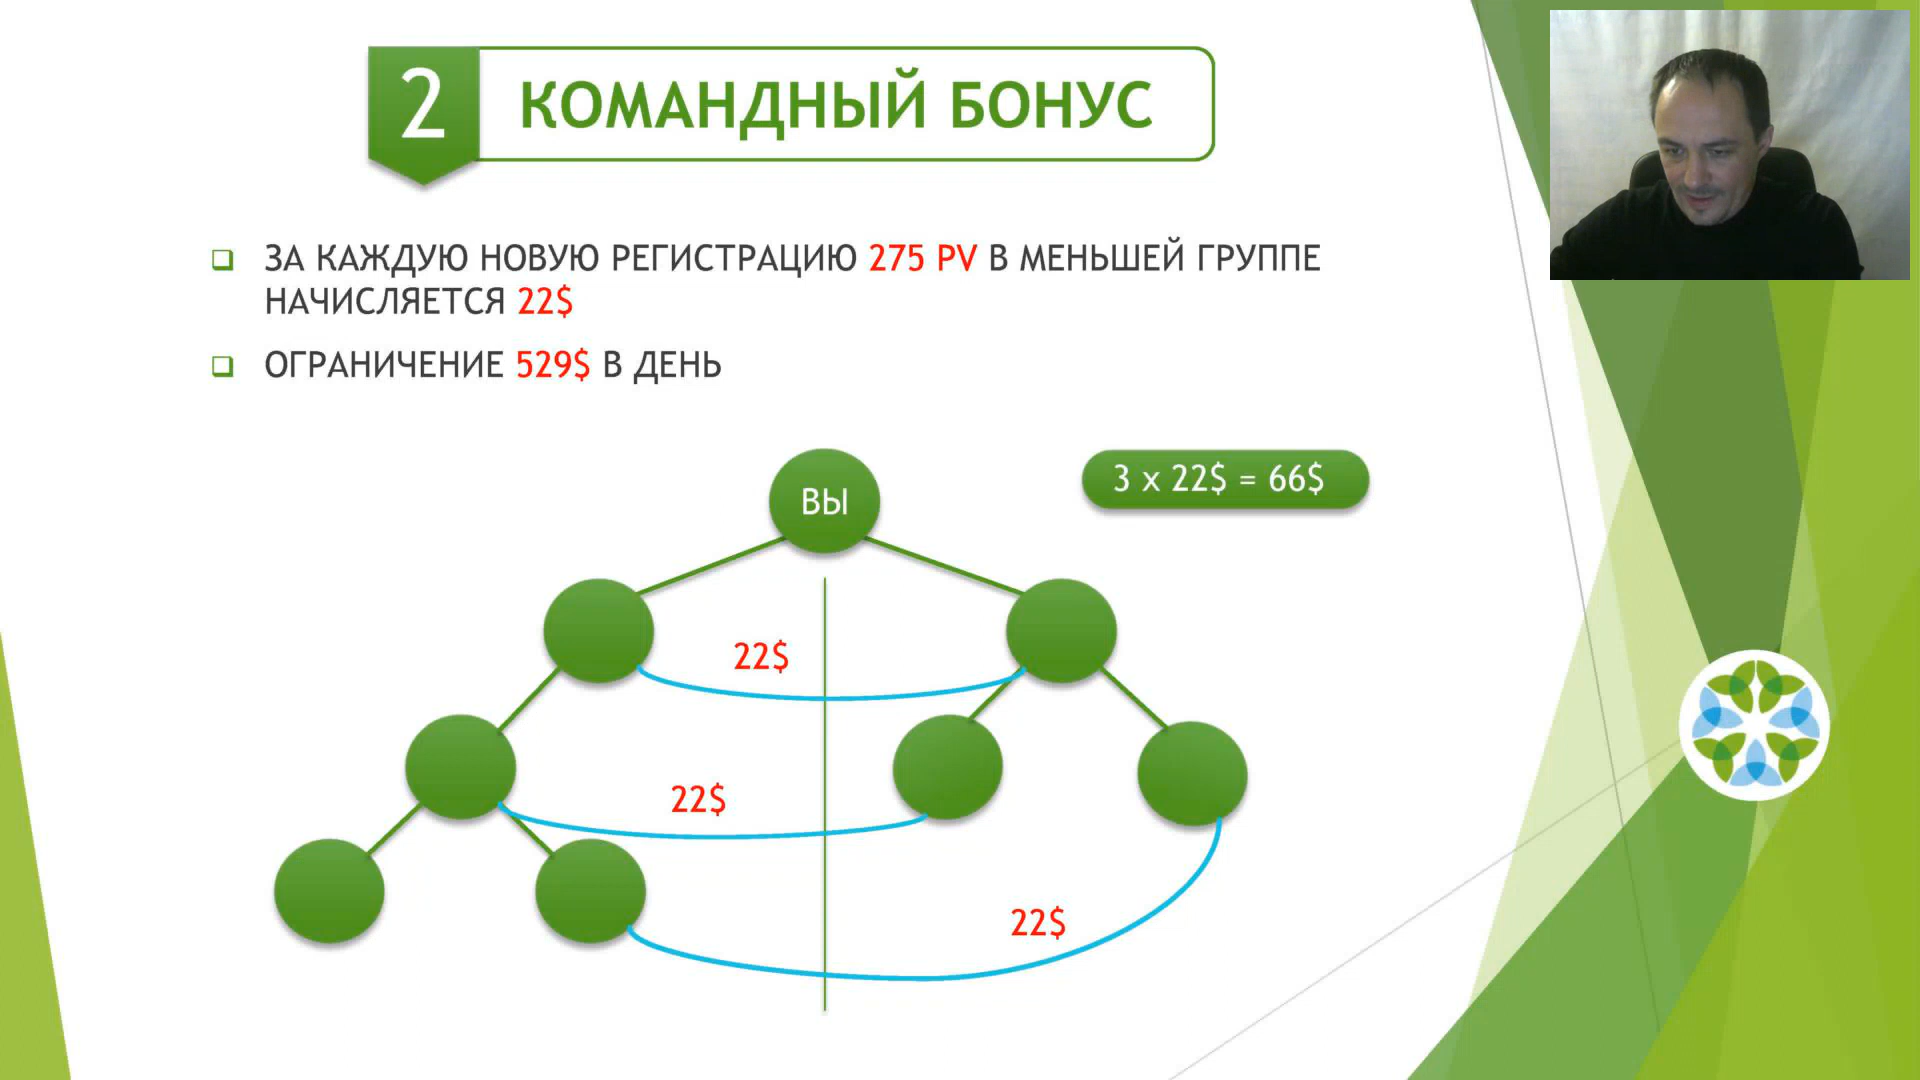 2
КОМАНДНЫЙ БОНУС
ЗА КАЖДУЮ НОВУЮ РЕГИСТРАЦИЮ 275 PV В МЕНЬШЕЙ ГРУППЕ
НАЧИСЛЯЕТСЯ 22$
ОГРАНИЧЕНИЕ 529$ В ДЕНЬ
3 x 22$ = 66$
ВЫ
22$
22$
22$